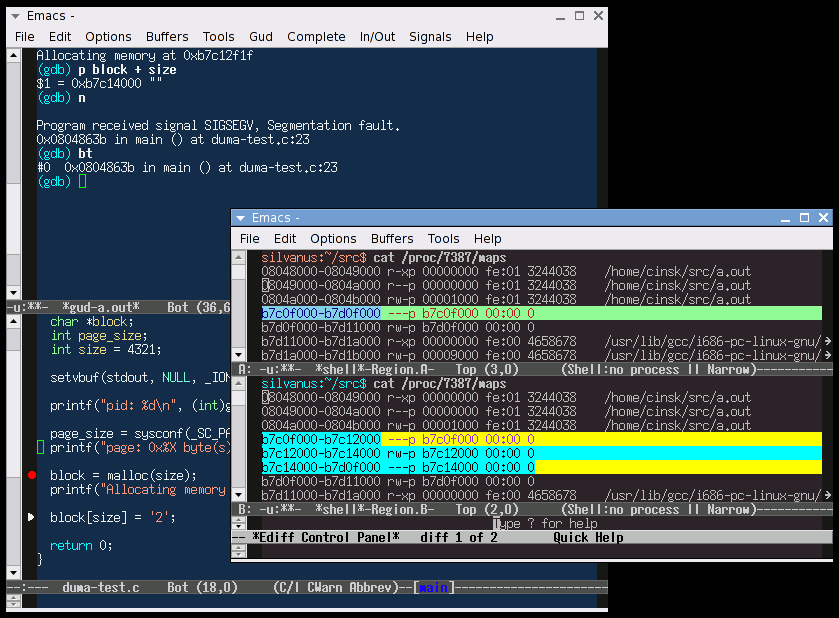 Emacs -
File Edit Options Buffers Tools Gud Complete In/Out Signals Help
Allocating memory at 0xb7c12f1f
(gdb) p block + size
$1 = 0xb7c14000 ""
(gdb) n
Program received signal SIGSEGV, Segmentation fault.
0x0804863b in main () at duma-test.c:23
(gdb) bt
#0 0x0804863b in main () at duma-test.c:23
(gdb)
-u:**- *gud-a.out* Bot (36,6
char *block;
int page_size;
int size = 4321;
setvbuf(stdout, NULL, _ION
printf("pid: %d\n", (int)g
page_size = sysconf(_SC_PA
printf("page: 0x%X byte(s)
block = malloc(size);
printf("Allocating memory
block[size] = '2';
return 0;
}
--:--- duma-test.c Bot (18,0) (C/l CWarn Abbrev)--[main]
Emacs -
File Edit Options Buffers Tools Help
silvanus:~/src$ cat /proc/7387/maps
08048000-08049000 r-xp 00000000 fe:01 3244038 /home/cinsk/src/a.out
08049000-0804a000 r--p 00000000 fe:01 3244038 /home/cinsk/src/a.out
0804a000-0804b000 rw-p 00001000 fe:01 3244038 /home/cinsk/src/a.out
b7c0f000-b7d0f000 ---p b7c0f000 00:00 0
b7d0f000-b7d11000 rw-p b7d0f000 00:00 0
b7d11000-b7d1a000 r-xp 00000000 fe:00 4658678 /usr/lib/gcc/i686-pc-linux-gnu/
b7d1a000-b7d1b000 rw-p 00009000 fe:00 4658678 /usr/lib/gcc/i686-pc-linux-gnu/
A: -u:**- *shell*-Region.A- Top (3,0) (Shell:no process || Narrow)
silvanus:~/src$ cat /proc/7387/maps
08048000-08049000 r-xp 00000000 fe:01 3244038 /home/cinsk/src/a.out
08049000-0804a000 r--p 00000000 fe:01 3244038 /home/cinsk/src/a.out
0804a000-0804b000 rw-p 00001000 fe:01 3244038 /home/cinsk/src/a.out
b7c0f000-b7c12000 ---p b7c0f000 00:00 0
b7c12000-b7c14000 rw-p b7c12000 00:00 0
b7c14000-b7d0f000 ---p b7c14000 00:00 0
b7d0f000-b7d11000 rw-p b7d0f000 00:00 0
b7d11000-b7d1a000 r-xp 00000000 fe:00 4658678 /usr/lib/gcc/i686-pc-linux-gnu/
B: -u:**- *shell*-Region.B- Top (2,0) (Shell:no process || Narrow)
Type ? for help
-- *Ediff Control Panel* diff 1 of 2 Quick Help